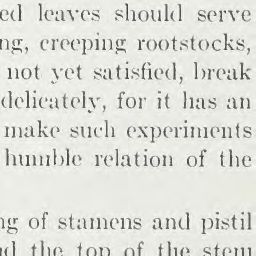 ed leaves should serve
ng, creeping rootstocks,
not yet satisfied, break
delicately, for it has an
make such experiments
humble relation of the
ng of stamens and pistil
nd the top of the stem